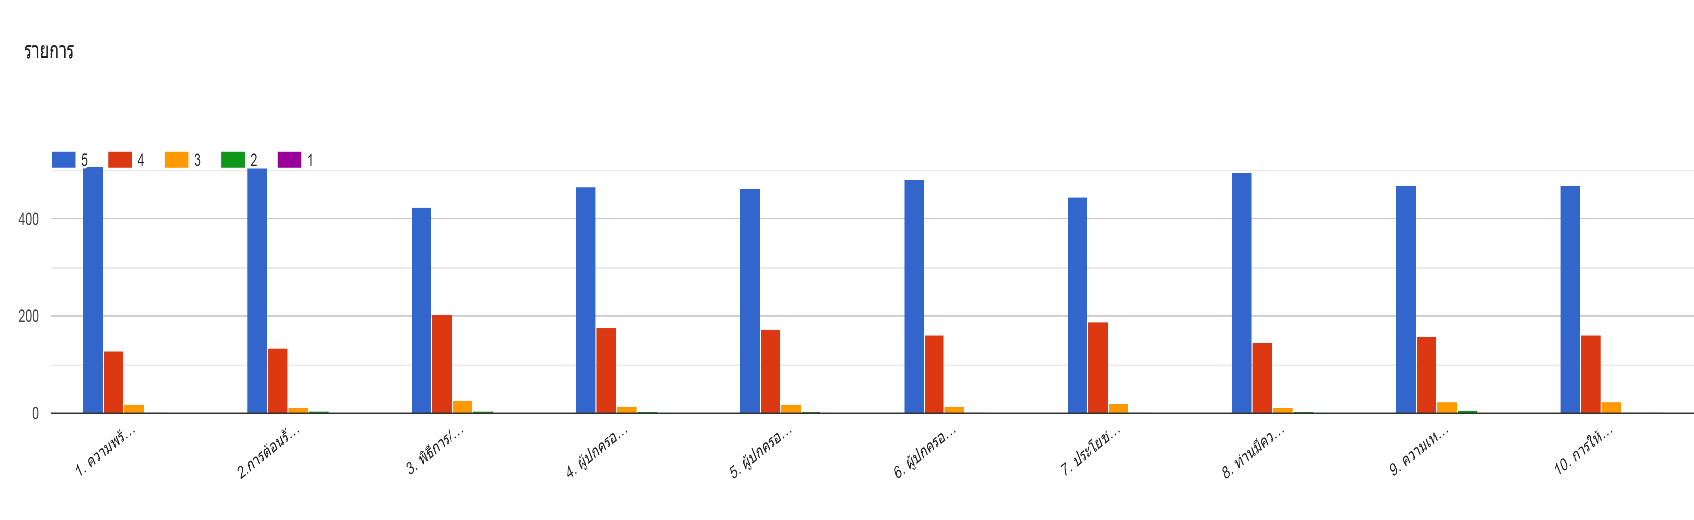 รายการ
5 4 3 2 1
400
200
0
1. ความพร้…
2.การต้อนรั…
3. พิธีการ/…
4. ผู้ปกครอ…
5. ผู้ปกครอ…
6. ผู้ปกครอ…
7. ประโยช…
8. ท่านมีคว…
9. ความเห…
10. การให้…